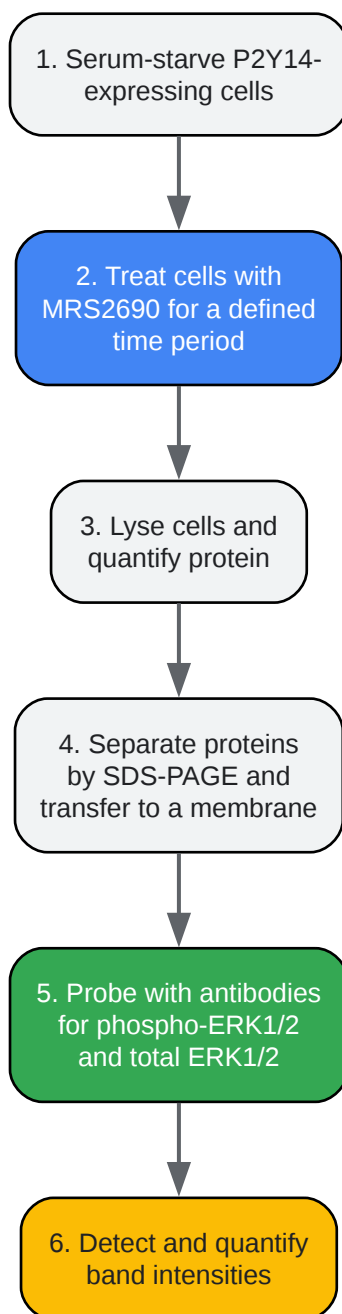 1. Serum-starve P2Y14-
expressing cells
2. Treat cells with
MRS2690 for a defined
time period
3. Lyse cells and
quantify protein
4. Separate proteins
by SDS-PAGE and
transfer to a membrane
5. Probe with antibodies
for phospho-ERK1/2
and total ERK1/2
6. Detect and quantify
band intensities